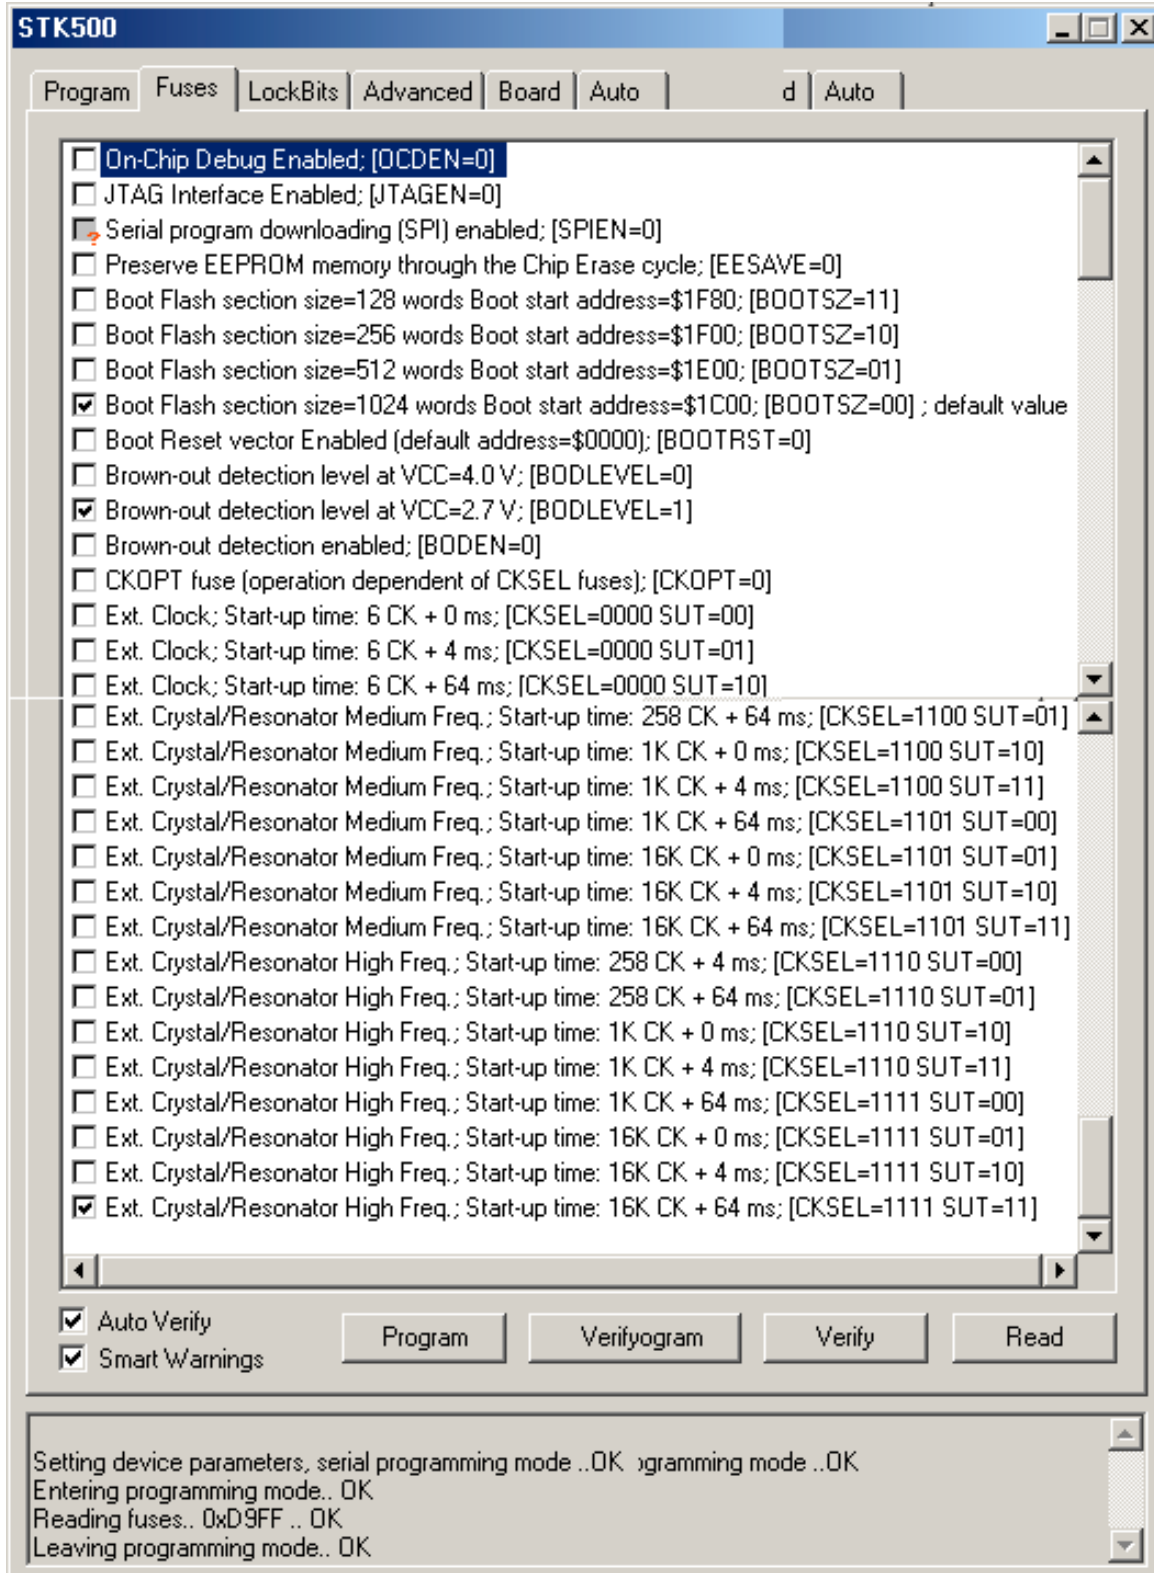 STK500
Program Fuses LockBits Advanced Board Auto d Auto
On-Chip Debug Enabled; [OCDEN=0]
JTAG Interface Enabled; [JTAGEN=0]
Serial program downloading (SPI) enabled; [SPIEN=0]
Preserve EEPROM memory through the Chip Erase cycle; [EESAVE=0]
Boot Flash section size=128 words Boot start address=$1F80; [BOOTSZ=11]
Boot Flash section size=256 words Boot start address=$1F00; [BOOTSZ=10]
Boot Flash section size=512 words Boot start address=$1E00; [BOOTSZ=01]
Boot Flash section size=1024 words Boot start address=$1C00; [BOOTSZ=00] ; default value
Boot Reset vector Enabled (default address=$0000); [BOOTRST=0]
Brown-out detection level at VCC=4.0 V; [BODLEVEL=0]
Brown-out detection level at VCC=2.7 V; [BODLEVEL=1]
Brown-out detection enabled; [BODEN=0]
CKOPT fuse (operation dependent of CKSEL fuses); [CKOPT=0]
Ext. Clock; Start-up time: 6 CK + 0 ms; [CKSEL=0000 SUT=00]
Ext. Clock; Start-up time: 6 CK + 4 ms; [CKSEL=0000 SUT=01]
Ext. Clock; Start-up time: 6 CK + 64 ms; [CKSEL=0000 SUT=10]
Ext. Crystal/Resonator Medium Freq.; Start-up time: 258 CK + 64 ms; [CKSEL=1100 SUT=01]
Ext. Crystal/Resonator Medium Freq.; Start-up time: 1K CK + 0 ms; [CKSEL=1100 SUT=10]
Ext. Crystal/Resonator Medium Freq.; Start-up time: 1K CK + 4 ms; [CKSEL=1100 SUT=11]
Ext. Crystal/Resonator Medium Freq.; Start-up time: 1K CK + 64 ms; [CKSEL=1101 SUT=00]
Ext. Crystal/Resonator Medium Freq.; Start-up time: 16K CK + 0 ms; [CKSEL=1101 SUT=01]
Ext. Crystal/Resonator Medium Freq.; Start-up time: 16K CK + 4 ms; [CKSEL=1101 SUT=10]
Ext. Crystal/Resonator Medium Freq.; Start-up time: 16K CK + 64 ms; [CKSEL=1101 SUT=11]
Ext. Crystal/Resonator High Freq.; Start-up time: 258 CK + 4 ms; [CKSEL=1110 SUT=00]
Ext. Crystal/Resonator High Freq.; Start-up time: 258 CK + 64 ms; [CKSEL=1110 SUT=01]
Ext. Crystal/Resonator High Freq.; Start-up time: 1K CK + 0 ms; [CKSEL=1110 SUT=10]
Ext. Crystal/Resonator High Freq.; Start-up time: 1K CK + 4 ms; [CKSEL=1110 SUT=11]
Ext. Crystal/Resonator High Freq.; Start-up time: 1K CK + 64 ms; [CKSEL=1111 SUT=00]
Ext. Crystal/Resonator High Freq.; Start-up time: 16K CK + 0 ms; [CKSEL=1111 SUT=01]
Ext. Crystal/Resonator High Freq.; Start-up time: 16K CK + 4 ms; [CKSEL=1111 SUT=10]
Ext. Crystal/Resonator High Freq.; Start-up time: 16K CK + 64 ms; [CKSEL=1111 SUT=11]
Auto Verify
Smart Warnings
Program Verifyogram Verify Read
Setting device parameters, serial programming mode ..OK ogramming mode ..OK
Entering programming mode.. OK
Reading fuses.. 0xD9FF .. OK
Leaving programming mode.. OK